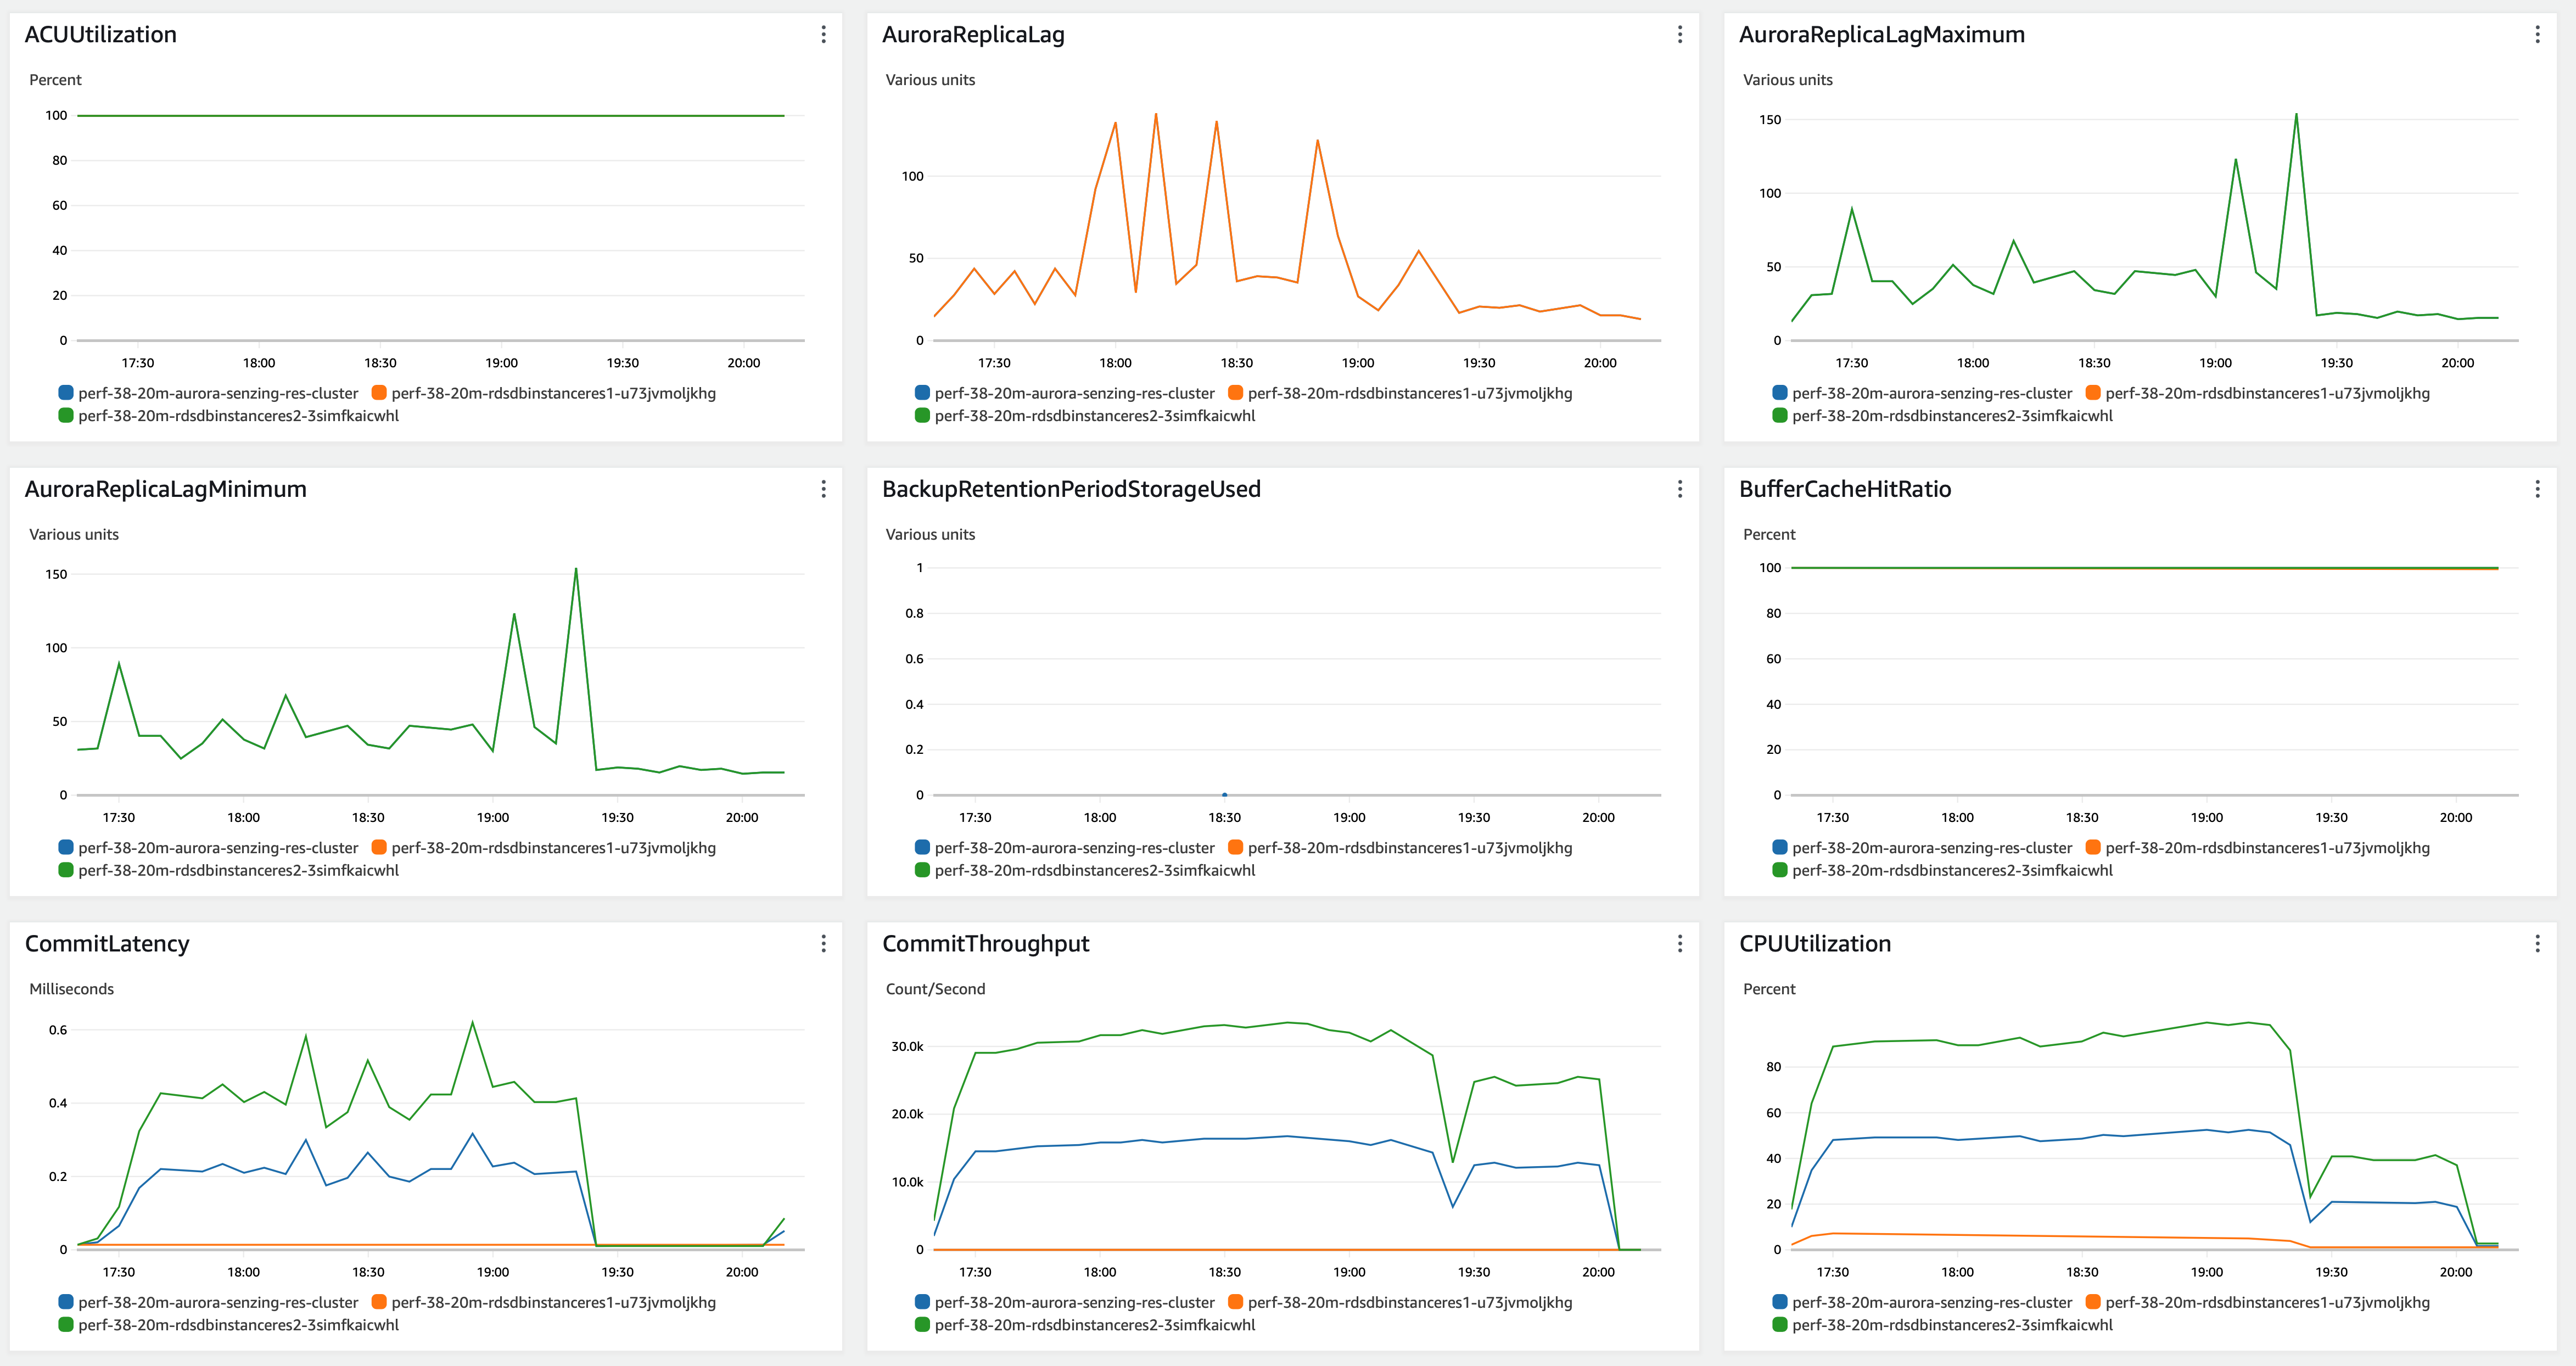 ACUUtilization
Percent
100
80
60
40
20
0
17:30 18:00 18:30 19:00 19:30 20:00
perf-38-20m-aurora-senzing-res-cluster perf-38-20m-rdsdbinstanceres1-u73jvmoljkhg
perf-38-20m-rdsdbinstanceres2-3simfkaicwhl
AuroraReplicaLag
Various units
100
50
0
17:30 18:00 18:30 19:00 19:30 20:00
perf-38-20m-aurora-senzing-res-cluster perf-38-20m-rdsdbinstanceres1-u73jvmoljkhg
perf-38-20m-rdsdbinstanceres2-3simfkaicwhl
AuroraReplicaLagMaximum
Various units
150
100
50
0
17:30 18:00 18:30 19:00 19:30 20:00
perf-38-20m-aurora-senzing-res-cluster perf-38-20m-rdsdbinstanceres1-u73jvmoljkhg
perf-38-20m-rdsdbinstanceres2-3simfkaicwhl
AuroraReplicaLagMinimum
Various units
150
100
50
0
17:30 18:00 18:30 19:00 19:30 20:00
perf-38-20m-aurora-senzing-res-cluster perf-38-20m-rdsdbinstanceres1-u73jvmoljkhg
perf-38-20m-rdsdbinstanceres2-3simfkaicwhl
BackupRetentionPeriodStorageUsed
Various units
1
0.8
0.6
0.4
0.2
0
17:30 18:00 18:30 19:00 19:30 20:00
perf-38-20m-aurora-senzing-res-cluster perf-38-20m-rdsdbinstanceres1-u73jvmoljkhg
perf-38-20m-rdsdbinstanceres2-3simfkaicwhl
BufferCacheHitRatio
Percent
100
80
60
40
20
0
17:30 18:00 18:30 19:00 19:30 20:00
perf-38-20m-aurora-senzing-res-cluster perf-38-20m-rdsdbinstanceres1-u73jvmoljkhg
perf-38-20m-rdsdbinstanceres2-3simfkaicwhl
CommitLatency
Milliseconds
0.6
0.4
0.2
0
17:30 18:00 18:30 19:00 19:30 20:00
perf-38-20m-aurora-senzing-res-cluster perf-38-20m-rdsdbinstanceres1-u73jvmoljkhg
perf-38-20m-rdsdbinstanceres2-3simfkaicwhl
CommitThroughput
Count/Second
30.0k
20.0k
10.0k
0
17:30 18:00 18:30 19:00 19:30 20:00
perf-38-20m-aurora-senzing-res-cluster perf-38-20m-rdsdbinstanceres1-u73jvmoljkhg
perf-38-20m-rdsdbinstanceres2-3simfkaicwhl
CPUUtilization
Percent
80
60
40
20
0
17:30 18:00 18:30 19:00 19:30 20:00
perf-38-20m-aurora-senzing-res-cluster perf-38-20m-rdsdbinstanceres1-u73jvmoljkhg
perf-38-20m-rdsdbinstanceres2-3simfkaicwhl